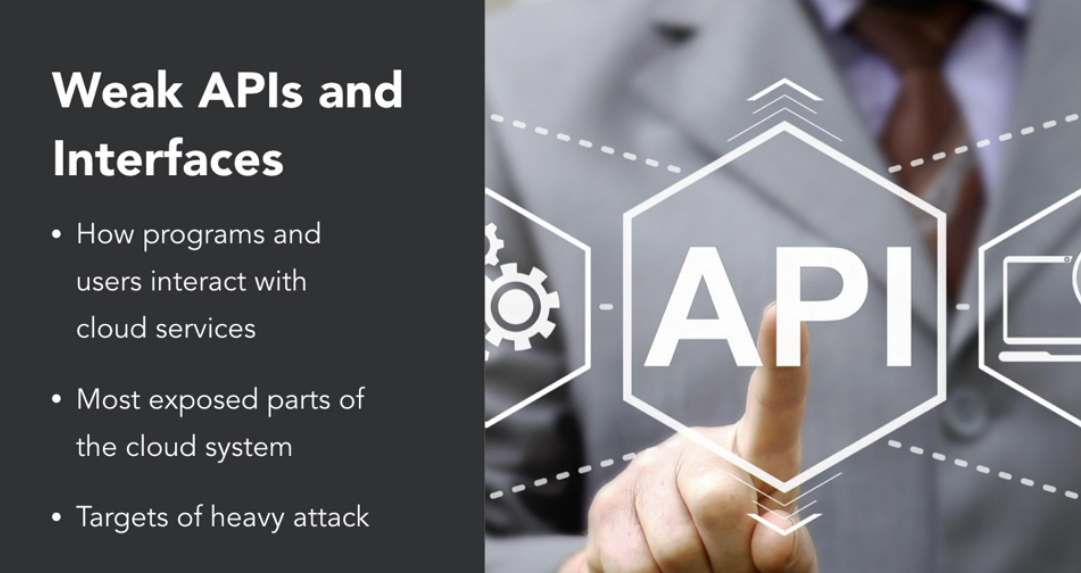 Weak APIs and
Interfaces
• How programs and
users interact with
cloud services
• Most exposed parts of
the cloud system
• Targets of heavy attack
API